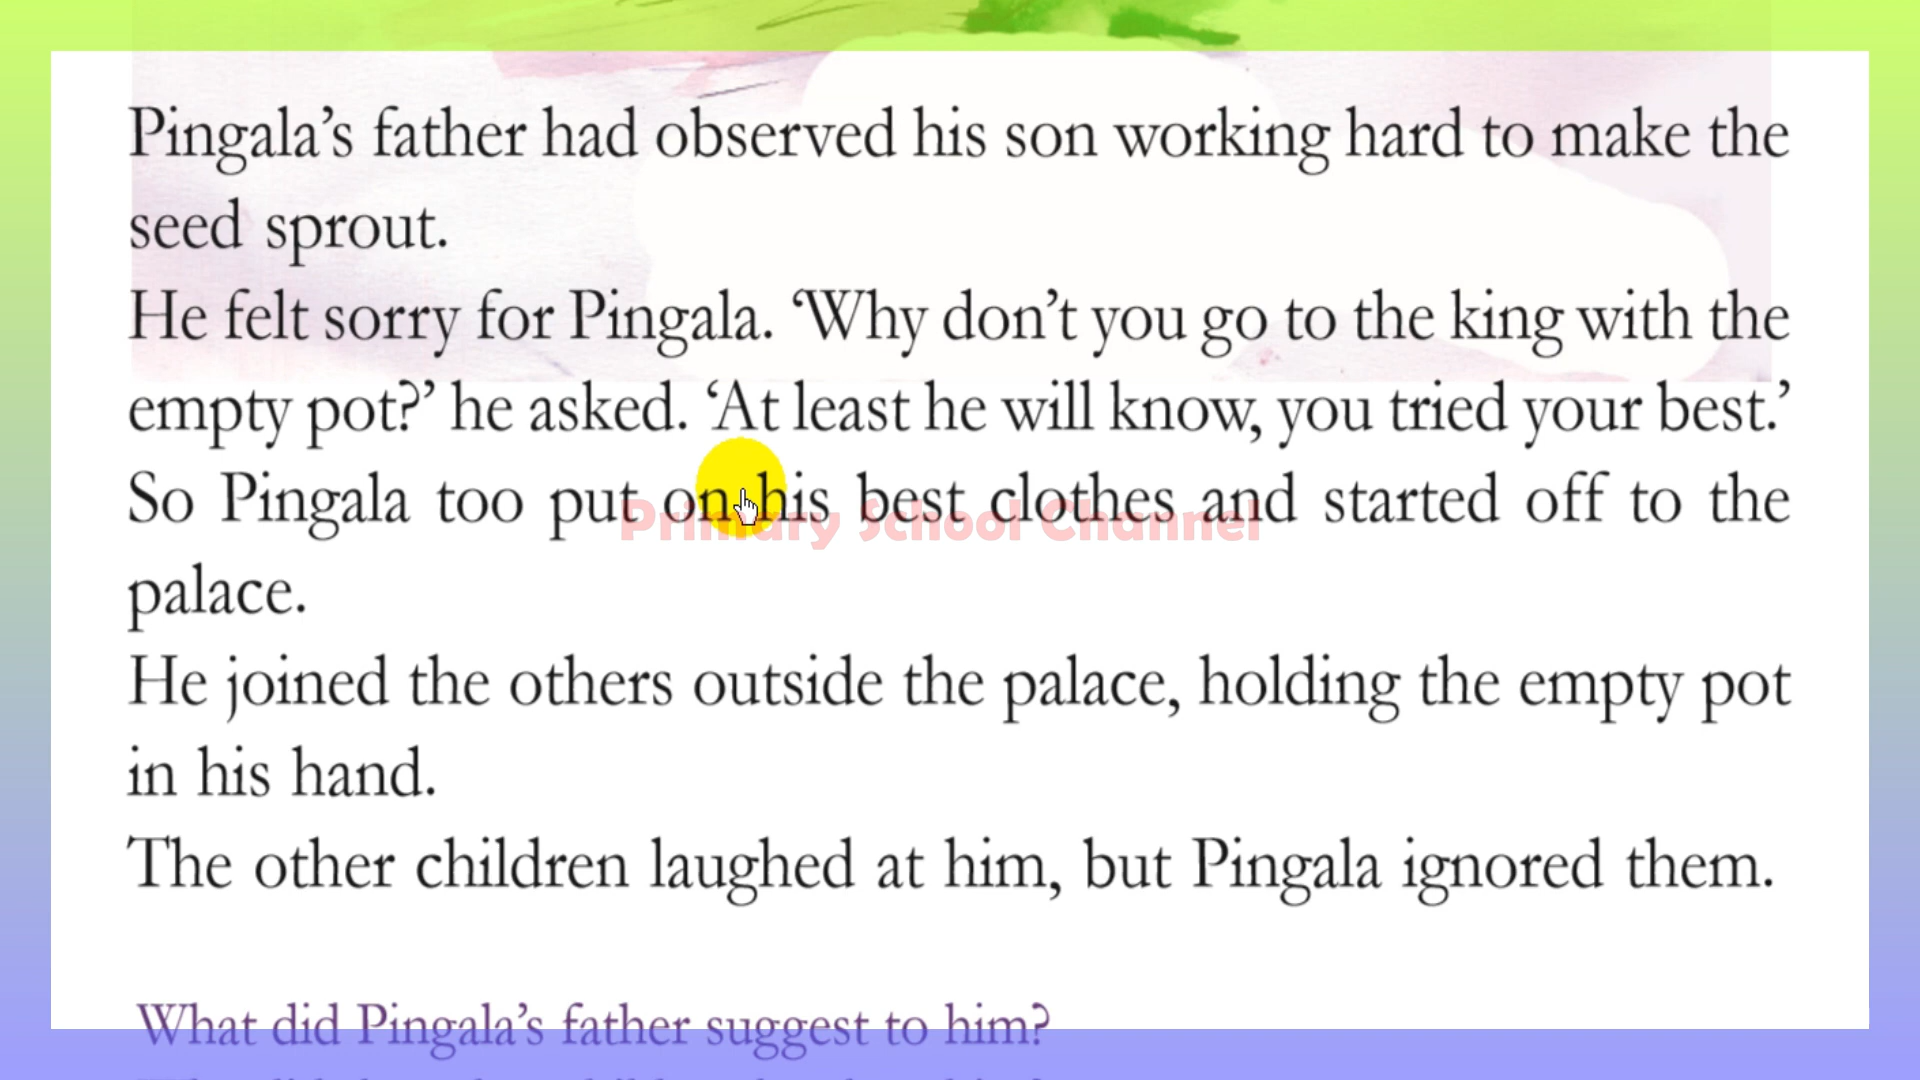 Pingala’s father had observed his son working hard to make the
seed sprout.
He felt sorry for Pingala. ‘Why don’t you go to the king with the
empty pot?’ he asked. ‘At least he will know, you tried your best.’
So Pingala too put on his best clothes and started off to the
Primary School Channel
palace.
He joined the others outside the palace, holding the empty pot
in his hand.
The other children laughed at him, but Pingala ignored them.
What did Pingala’s father suggest to him?